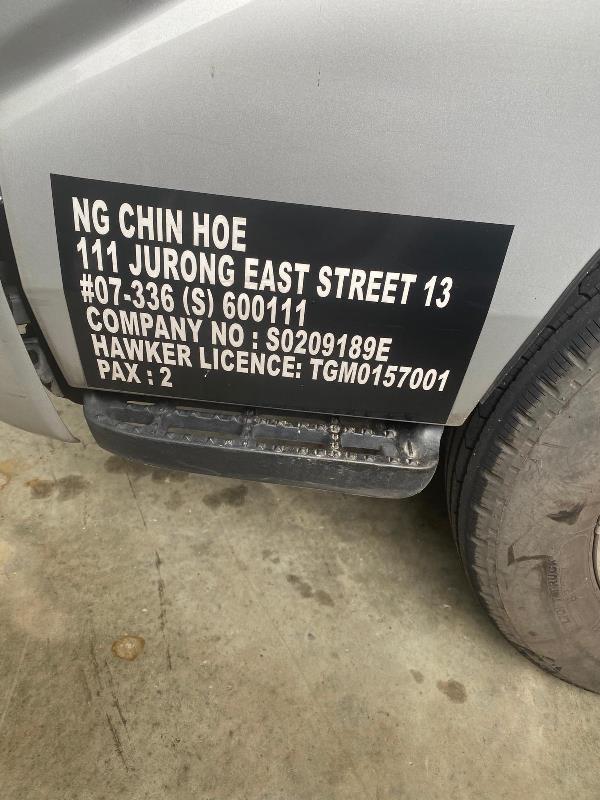 NG CHIN HOE
111 JURONG EAST STREET 13
#07-336 (S) 600111
COMPANY NO : S0209189E
HAWKER LICENCE: TGM0157001
PAX : 2
TRUCK